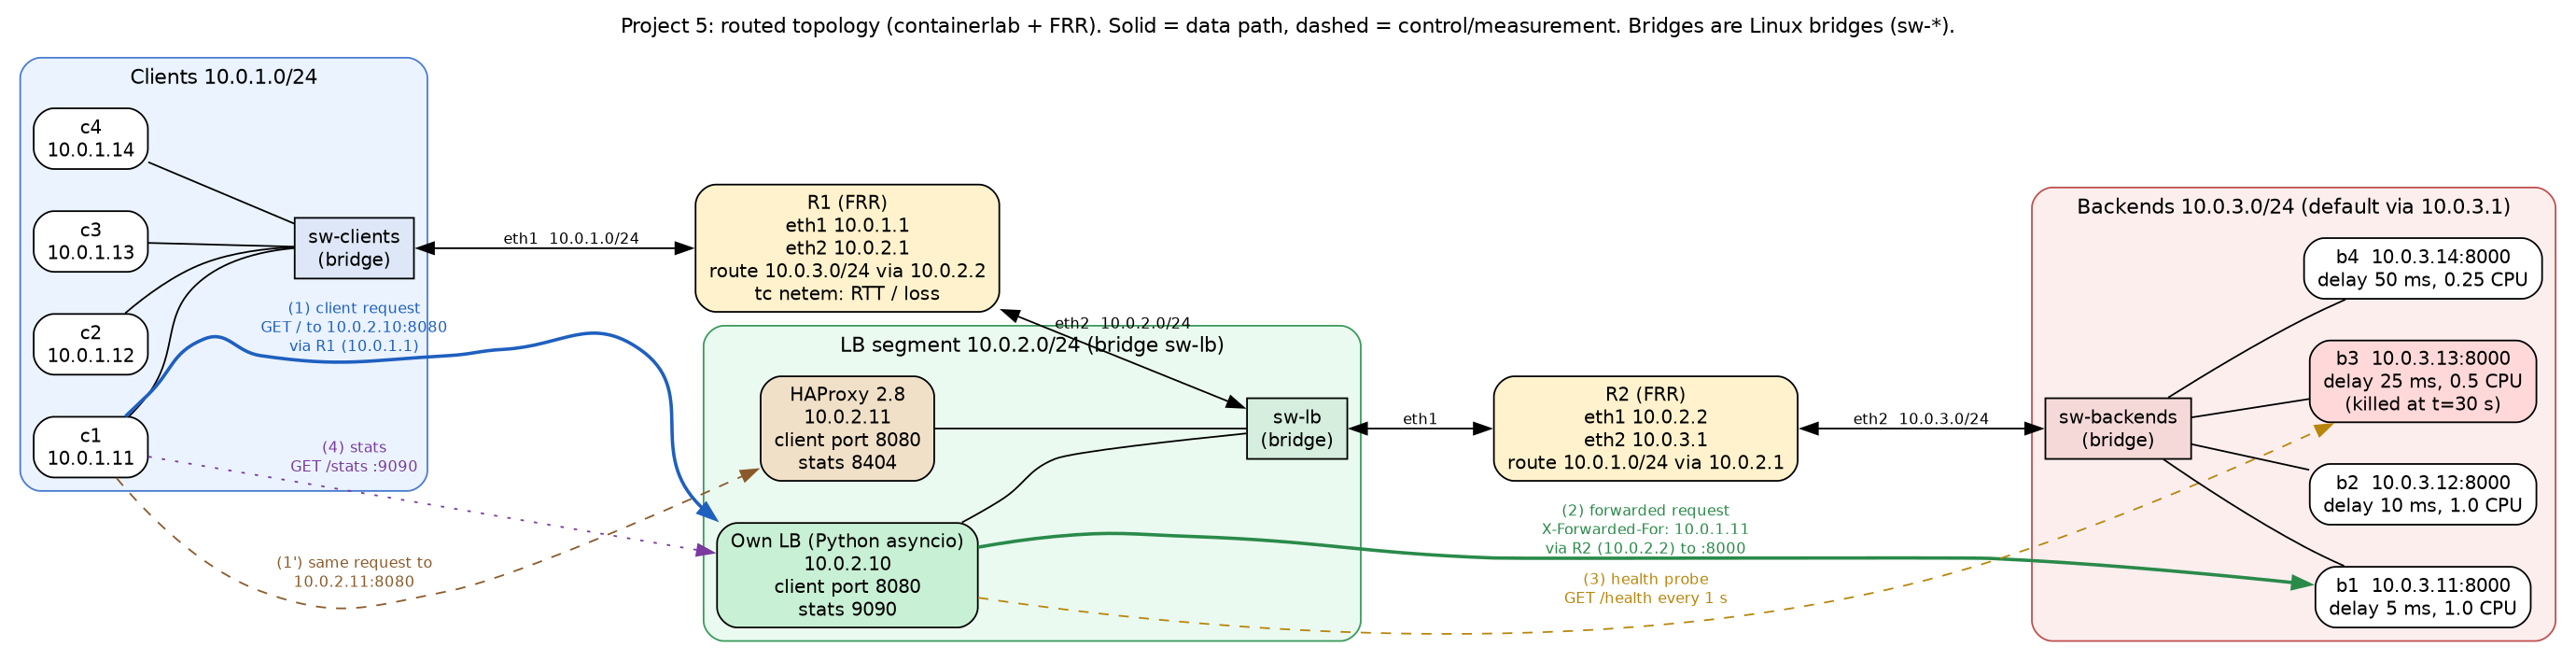 Project 5: routed topology (containerlab + FRR). Solid = data path, dashed = control/measurement. Bridges are Linux bridges (sw-*).
Clients 10.0.1.0/24
c4
10.0.1.14
c3
10.0.1.13
c2
10.0.1.12
c1
10.0.1.11
sw-clients
(bridge)
(1) client request
GET / to 10.0.2.10:8080
via R1 (10.0.1.1)
(4) stats
GET /stats :9090
(1') same request to
10.0.2.11:8080
eth1  10.0.1.0/24
R1 (FRR)
eth1 10.0.1.1
eth2 10.0.2.1
route 10.0.3.0/24 via 10.0.2.2
tc netem: RTT / loss
eth2  10.0.2.0/24
LB segment 10.0.2.0/24 (bridge sw-lb)
HAProxy 2.8
10.0.2.11
client port 8080
stats 8404
Own LB (Python asyncio)
10.0.2.10
client port 8080
stats 9090
sw-lb
(bridge)
eth1
R2 (FRR)
eth1 10.0.2.2
eth2 10.0.3.1
route 10.0.1.0/24 via 10.0.2.1
(2) forwarded request
X-Forwarded-For: 10.0.1.11
via R2 (10.0.2.2) to :8000
(3) health probe
GET /health every 1 s
eth2  10.0.3.0/24
Backends 10.0.3.0/24 (default via 10.0.3.1)
sw-backends
(bridge)
b4  10.0.3.14:8000
delay 50 ms, 0.25 CPU
b3  10.0.3.13:8000
delay 25 ms, 0.5 CPU
(killed at t=30 s)
b2  10.0.3.12:8000
delay 10 ms, 1.0 CPU
b1  10.0.3.11:8000
delay 5 ms, 1.0 CPU